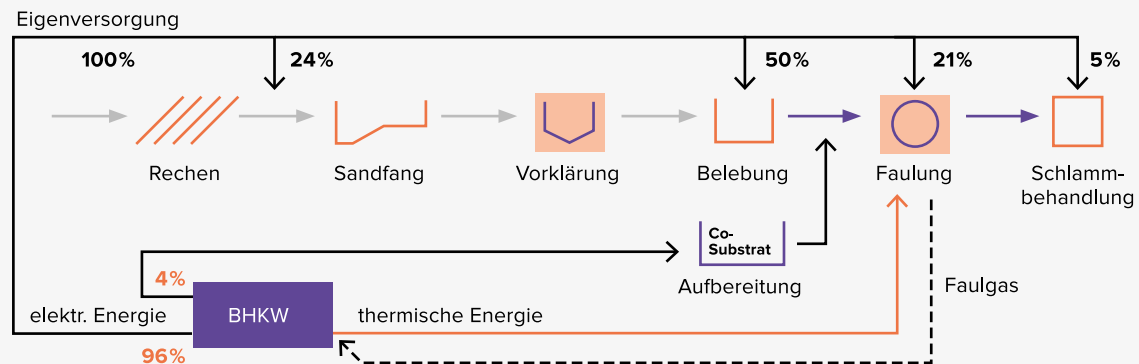 Eigenversorgung
100%
24%
50%
21%
5%
Rechen
Sandfang
Vorklärung
Belebung
Faulung
Schlamm-
behandlung
Co-
Substrat
Aufbereitung
4%
Faulgas
elektr. Energie
BHKW
thermische Energie
96%